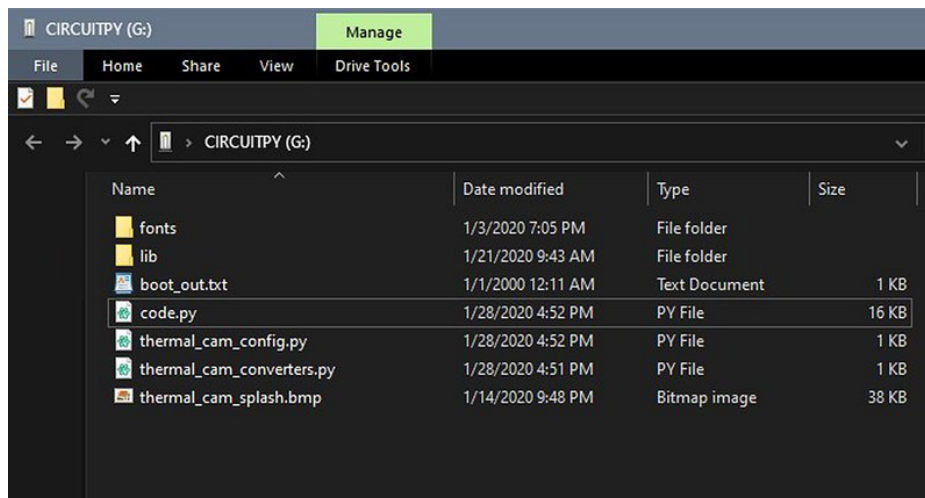 CIRCUITPY (G:)
Manage
File Home Share View Drive Tools
CIRCUITPY (G:)
Name Date modified Type Size
fonts 1/3/2020 7:05 PM File folder
lib 1/21/2020 9:43 AM File folder
boot_out.txt 1/1/2000 12:11 AM Text Document 1 KB
code.py 1/28/2020 4:52 PM PY File 16 KB
thermal_cam_config.py 1/28/2020 4:52 PM PY File 1 KB
thermal_cam_converters.py 1/28/2020 4:51 PM PY File 1 KB
thermal_cam_splash.bmp 1/14/2020 9:48 PM Bitmap image 38 KB